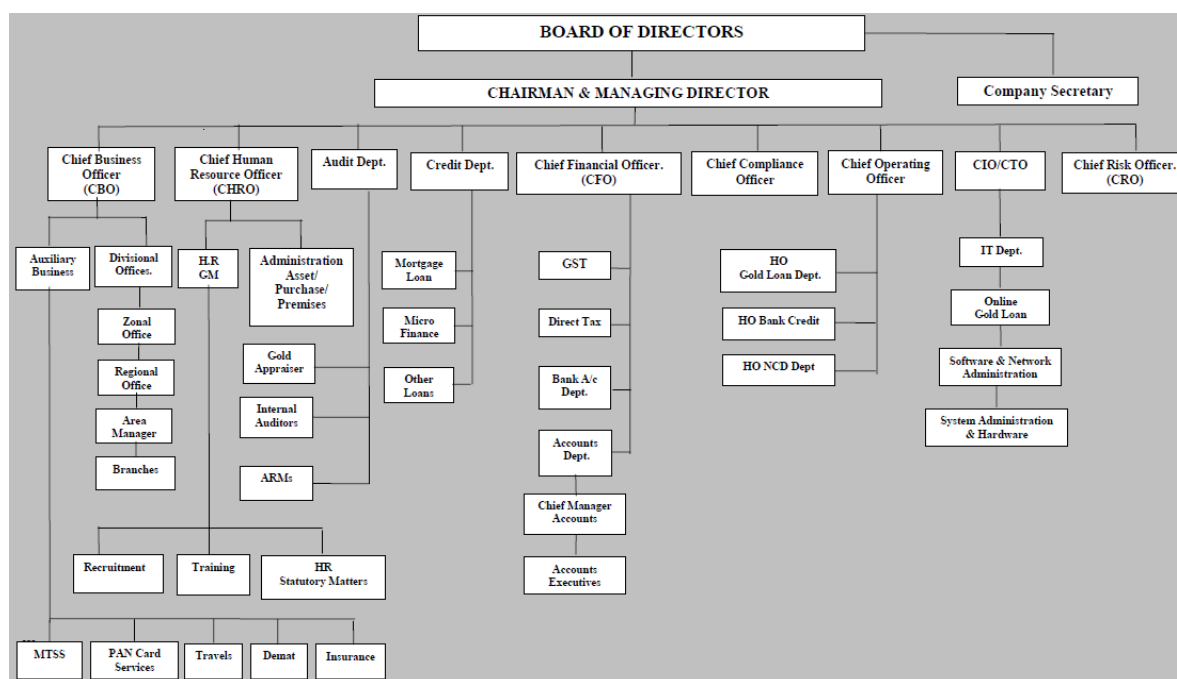 BOARD OF DIRECTORS
CHAIRMAN & MANAGING DIRECTOR
Company Secretary
Chief Business
Officer
(CBO)
Chief Human
Resource Officer
(CHRO)
Audit Dept.
Credit Dept.
Chief Financial Officer.
(CFO)
Chief Compliance
Officer
Chief Operating
Officer
CIO/CTO
Chief Risk Officer.
(CRO)
Auxiliary
Business
Divisional
Offices.
H.R
GM
Administration
Asset/
Purchase/
Premises
Mortgage
Loan
GST
HO
Gold Loan Dept.
IT Dept.
Online
Gold Loan
Zonal
Office
Micro
Finance
Direct Tax
HO Bank Credit
Regional
Office
Gold
Appraiser
Other
Loans
Bank A/c
Dept.
HO NCD Dept
Software & Network
Administration
Area
Manager
Internal
Auditors
System Administration
& Hardware
Branches
ARMs
Accounts
Dept.
Chief Manager
Accounts
Recruitment
Training
HR
Statutory Matters
Accounts
Executives
MTSS
PAN Card
Services
Travels
Demat
Insurance